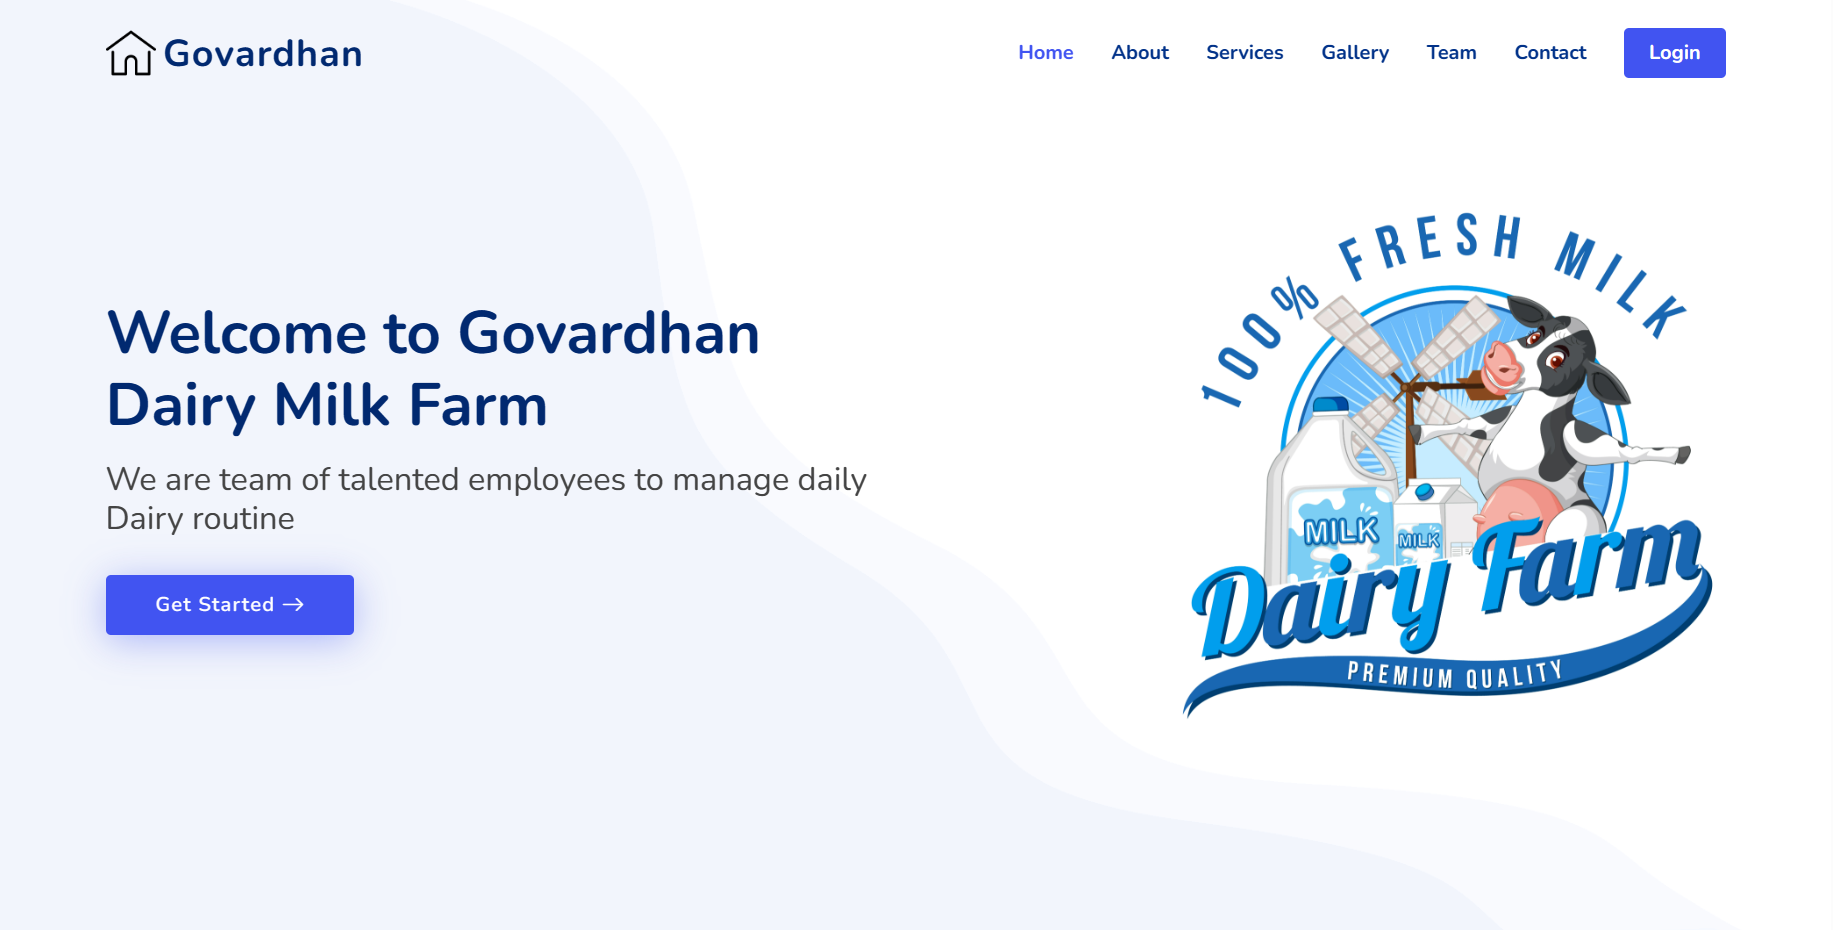 Govardhan
Home
About
Services
Gallery
Team
Contact
Login
Welcome to Govardhan
Dairy Milk Farm
We are team of talented employees to manage daily
Dairy routine
Get Started
100% FRESH MILK
MILK
MILK
Dairy Farm
PREMIUM QUALITY